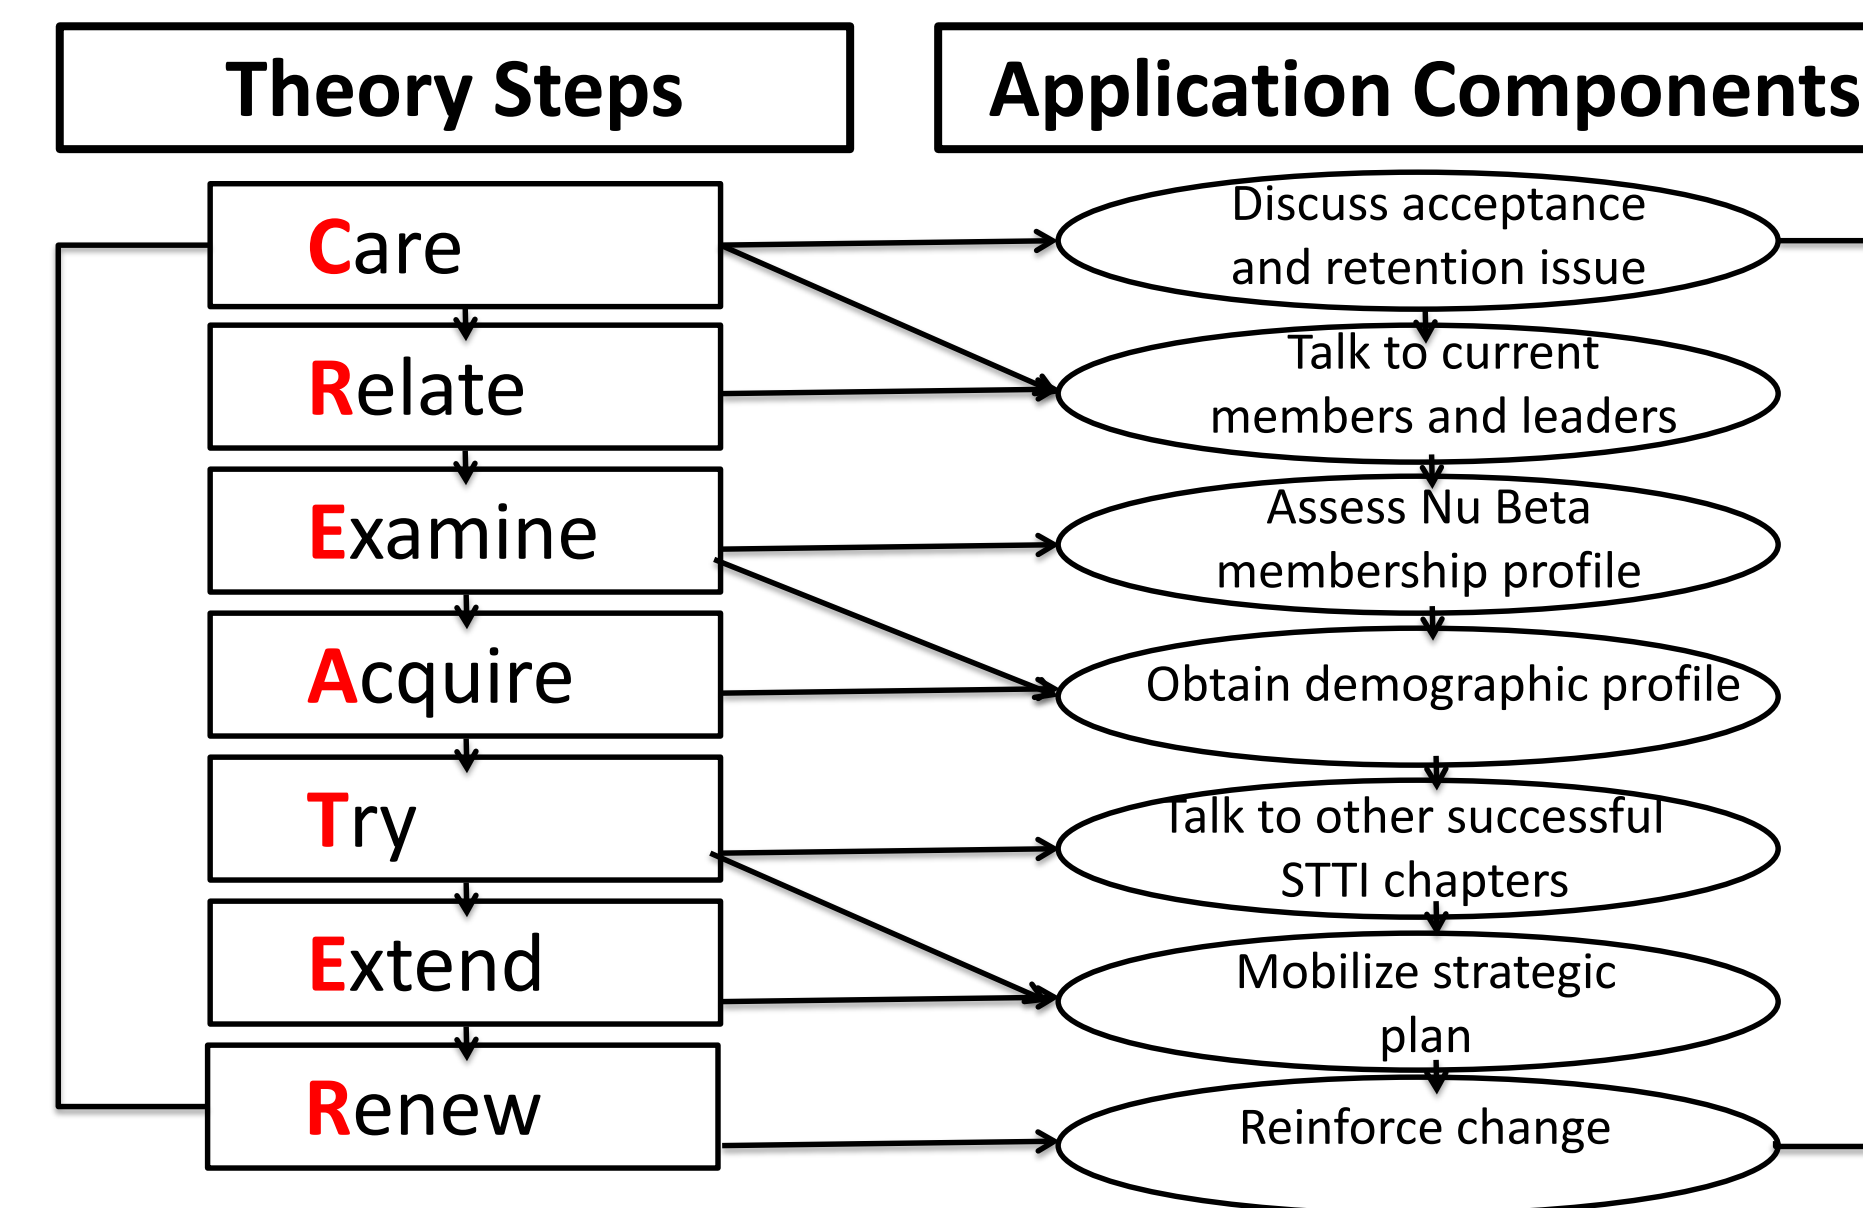 Theory Steps
Application Components
Care
Relate
Examine
Acquire
Try
Extend
Renew
Discuss acceptance
and retention issue
Talk to current
members and leaders
Assess Nu Beta
membership profile
Obtain demographic profile
Talk to other successful
STTI chapters
Mobilize strategic
plan
Reinforce change